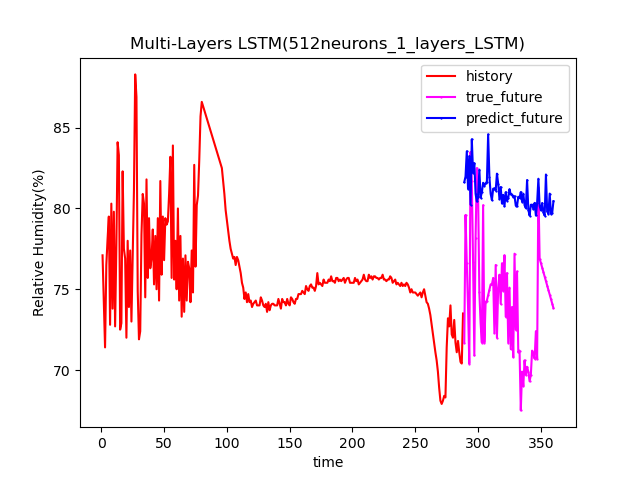 Multi-Layers LSTM(512neurons_1_layers_LSTM)
history
true_future
predict_future
Relative Humidity(%)
85
80
75
70
0
50
100
150
200
250
300
350
time